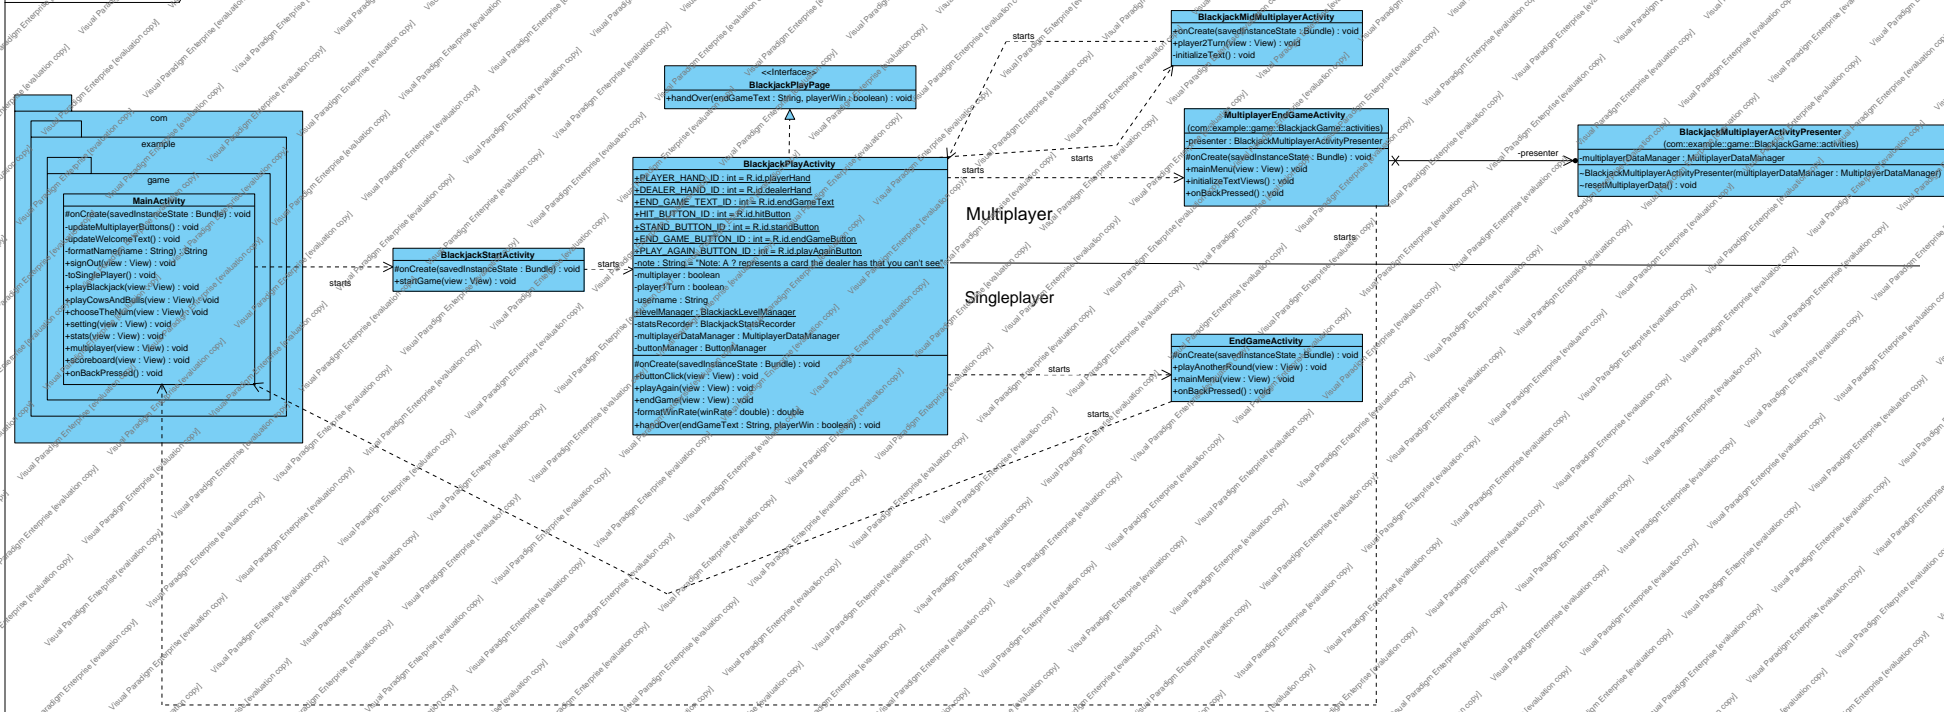 com
example
game
MainActivity
#onCreate(savedInstanceState : Bundle) : void
-updateMultiplayerButtons() : void
-updateWelcomeText() : void
-formatName(name : String) : String
+signOut(view : View) : void
-toSinglePlayer() : void
+playBlackjack(view : View) : void
+playCowsAndBulls(view : View) : void
+chooseTheNum(view : View) : void
+setting(view : View) : void
+stats(view : View) : void
+multiplayer(view : View) : void
+scoreboard(view : View) : void
+onBackPressed() : void
starts
BlackjackStartActivity
#onCreate(savedInstanceState : Bundle) : void
+startGame(view : View) : void
starts
<<Interface>>
BlackjackPlayPage
+handOver(endGameText : String, playerWin : boolean) : void
BlackjackPlayActivity
+PLAYER_HAND_ID : int = R.id.playerHand
+DEALER_HAND_ID : int = R.id.dealerHand
+END_GAME_TEXT_ID : int = R.id.endGameText
+HIT_BUTTON_ID : int = R.id.hitButton
+STAND_BUTTON_ID : int = R.id.standButton
+END_GAME_BUTTON_ID : int = R.id.endGameButton
+PLAY_AGAIN_BUTTON_ID : int = R.id.playAgainButton
-note : String = "Note: A ? represents a card the dealer has that you can't see."
-multiplayer : boolean
-player1Turn : boolean
-username : String
+levelManager : BlackjackLevelManager
-statsRecorder : BlackjackStatsRecorder
-multiplayerDataManager : MultiplayerDataManager
-buttonManager : ButtonManager
#onCreate(savedInstanceState : Bundle) : void
+buttonClick(view : View) : void
+playAgain(view : View) : void
+endGame(view : View) : void
-formatWinRate(winRate : double) : double
+handOver(endGameText : String, playerWin : boolean) : void
starts
BlackjackMidMultiplayerActivity
#onCreate(savedInstanceState : Bundle) : void
+player2Turn(view : View) : void
-initializeText() : void
starts
starts
MultiplayerEndGameActivity
(com::example::game::BlackjackGame::activities)
-presenter : BlackjackMultiplayerActivityPresenter
#onCreate(savedInstanceState : Bundle) : void
+mainMenu(view : View) : void
+initializeTextViews() : void
+onBackPressed() : void
-presenter
BlackjackMultiplayerActivityPresenter
(com::example::game::BlackjackGame::activities)
-multiplayerDataManager : MultiplayerDataManager
~BlackjackMultiplayerActivityPresenter(multiplayerDataManager : MultiplayerDataManager)
~resetMultiplayerData() : void
Multiplayer
starts
Singleplayer
EndGameActivity
#onCreate(savedInstanceState : Bundle) : void
+playAnotherRound(view : View) : void
+mainMenu(view : View) : void
+onBackPressed() : void
starts
starts
Visual Paradigm Enterprise [evaluation copy]